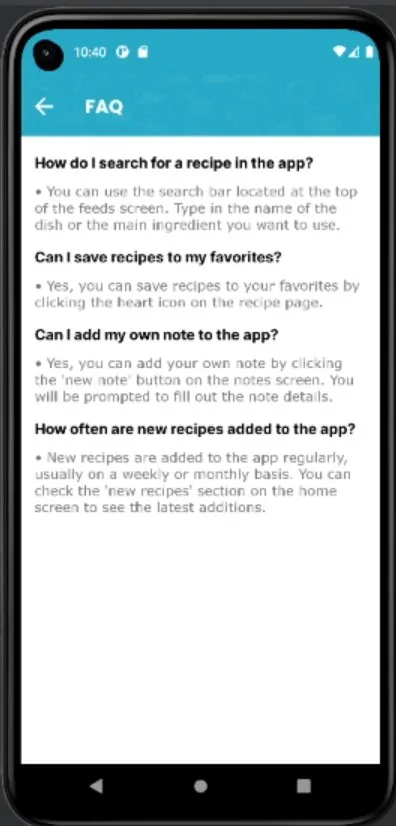 10:40
FAQ
How do I search for a recipe in the app?
• You can use the search bar located at the top
of the feeds screen. Type in the name of the
dish or the main ingredient you want to use.
Can I save recipes to my favorites?
• Yes, you can save recipes to your favorites by
clicking the heart icon on the recipe page.
Can I add my own note to the app?
• Yes, you can add your own note by clicking
the 'new note' button on the notes screen. You
will be prompted to fill out the note details.
How often are new recipes added to the app?
• New recipes are added to the app regularly,
usually on a weekly or monthly basis. You can
check the 'new recipes' section on the home
screen to see the latest additions.